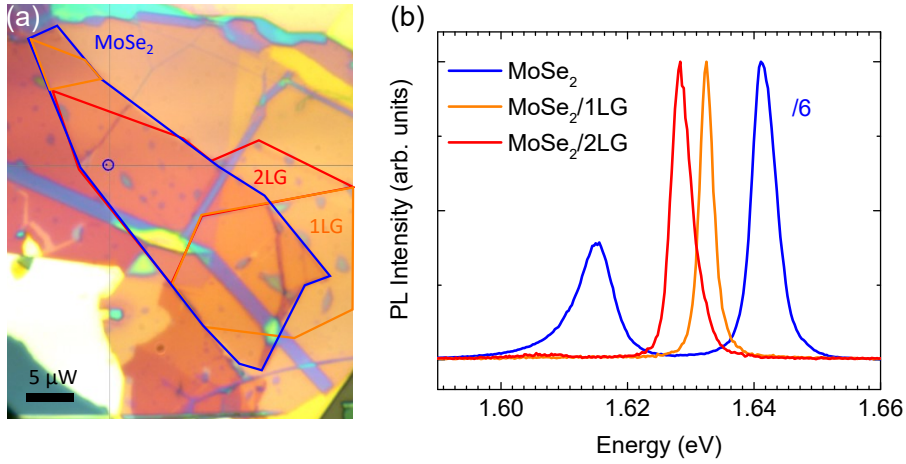 (a)
MoSe₂
2LG
1LG
5 µW
(b)
MoSe₂
MoSe₂/1LG
MoSe₂/2LG
/6
PL Intensity (arb. units)
1.60 1.62 1.64 1.66
Energy (eV)